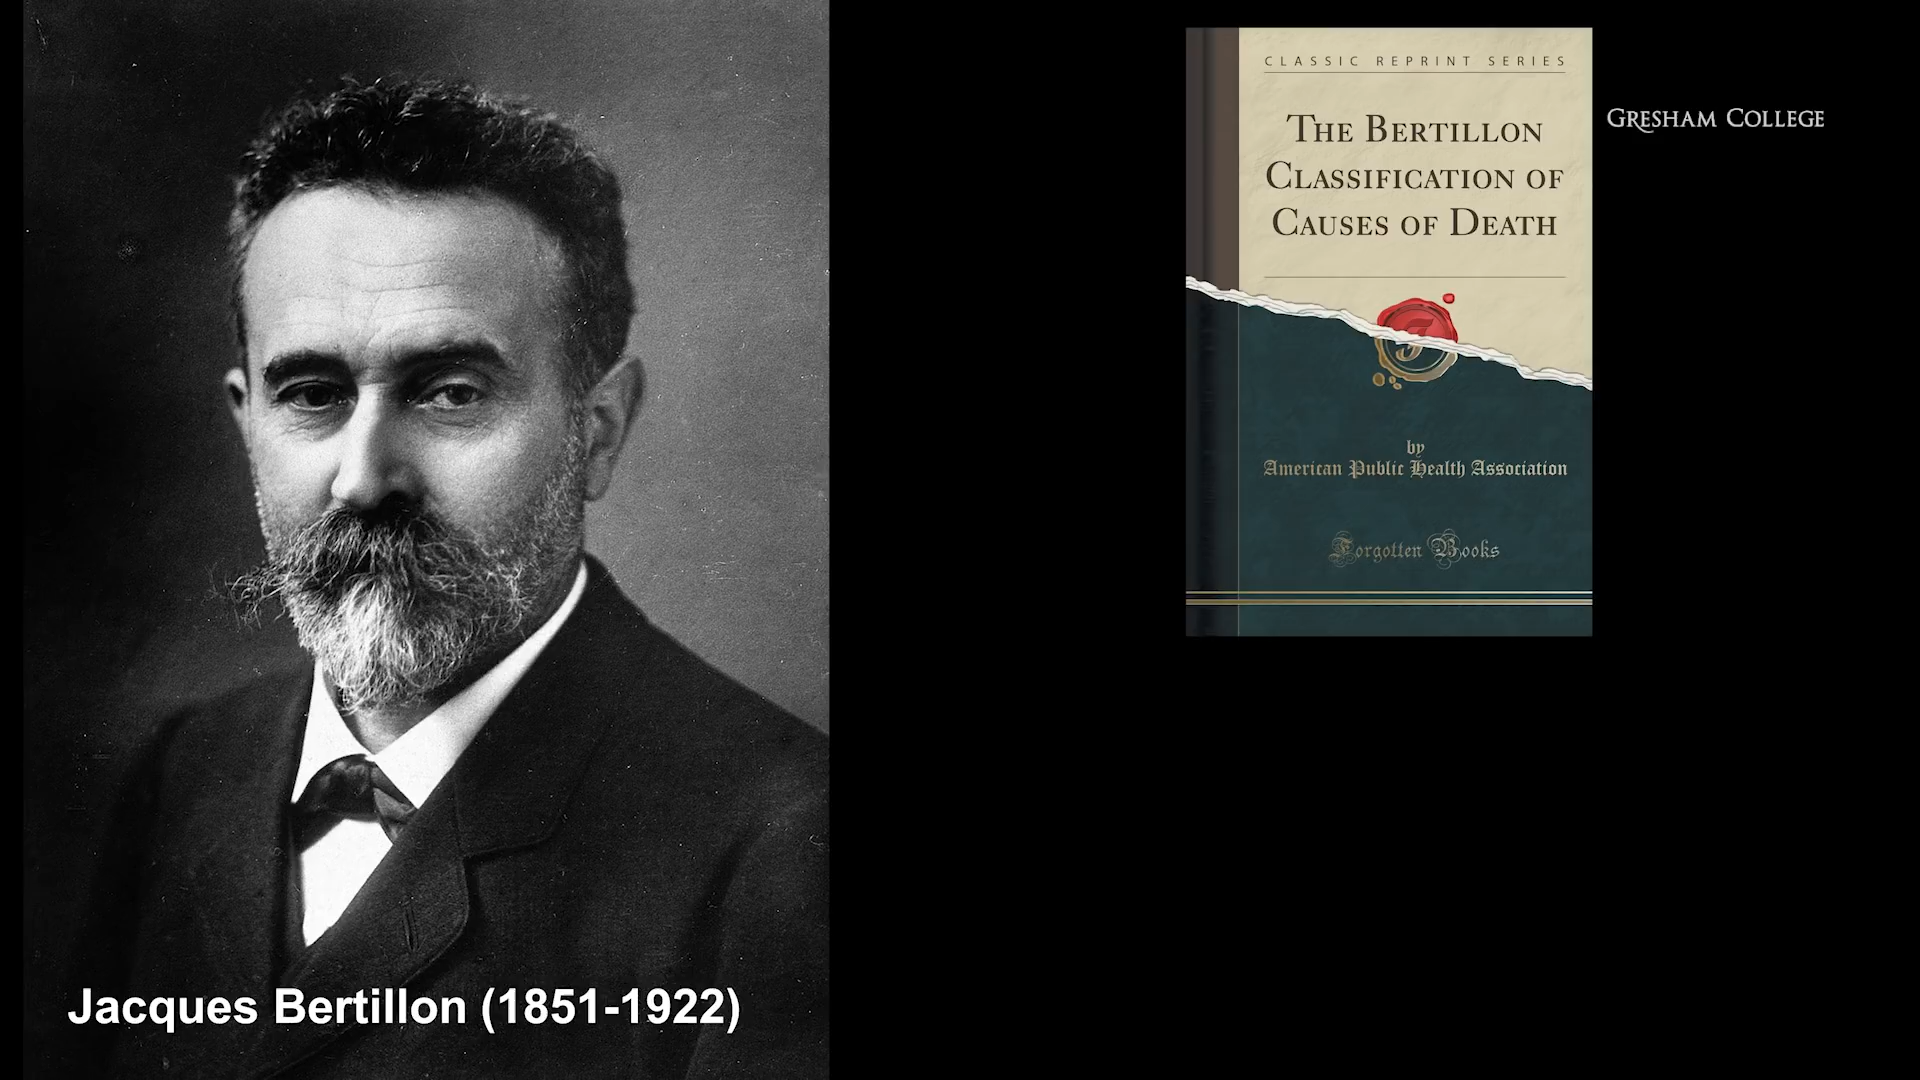 Jacques Bertillon (1851-1922)
CLASSIC REPRINT SERIES
THE BERTILLON
CLASSIFICATION OF
CAUSES OF DEATH
by
American Public Health Association
Forgotten Books
GRESHAM COLLEGE